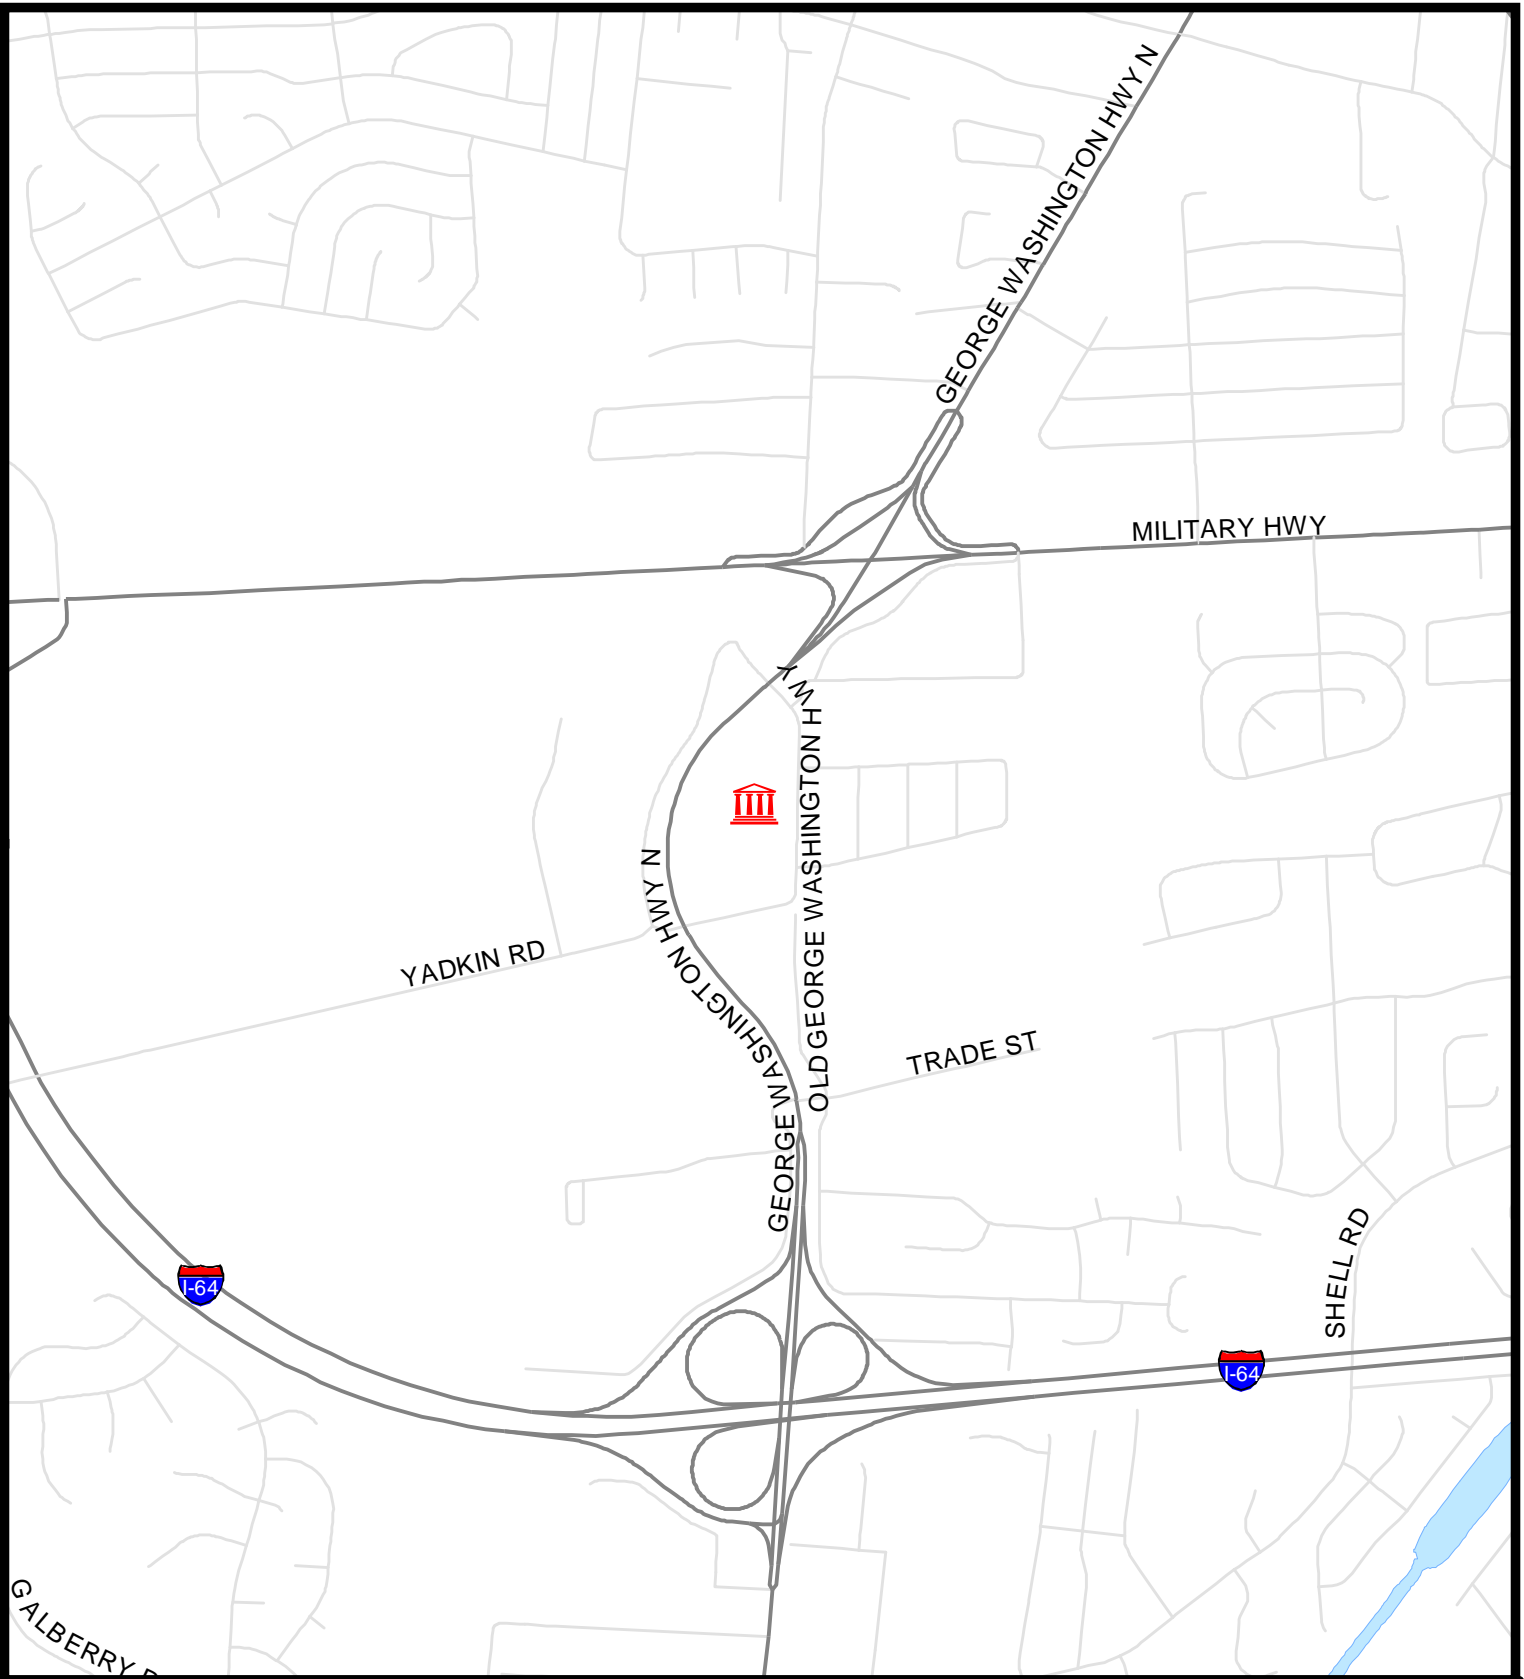 GEORGE WASHINGTON HWY N
MILITARY HWY
OLD GEORGE WASHINGTON HWY
GEORGE WASHINGTON HWY N
YADKIN RD
TRADE ST
SHELL RD
I-64
I-64
GALBERRY